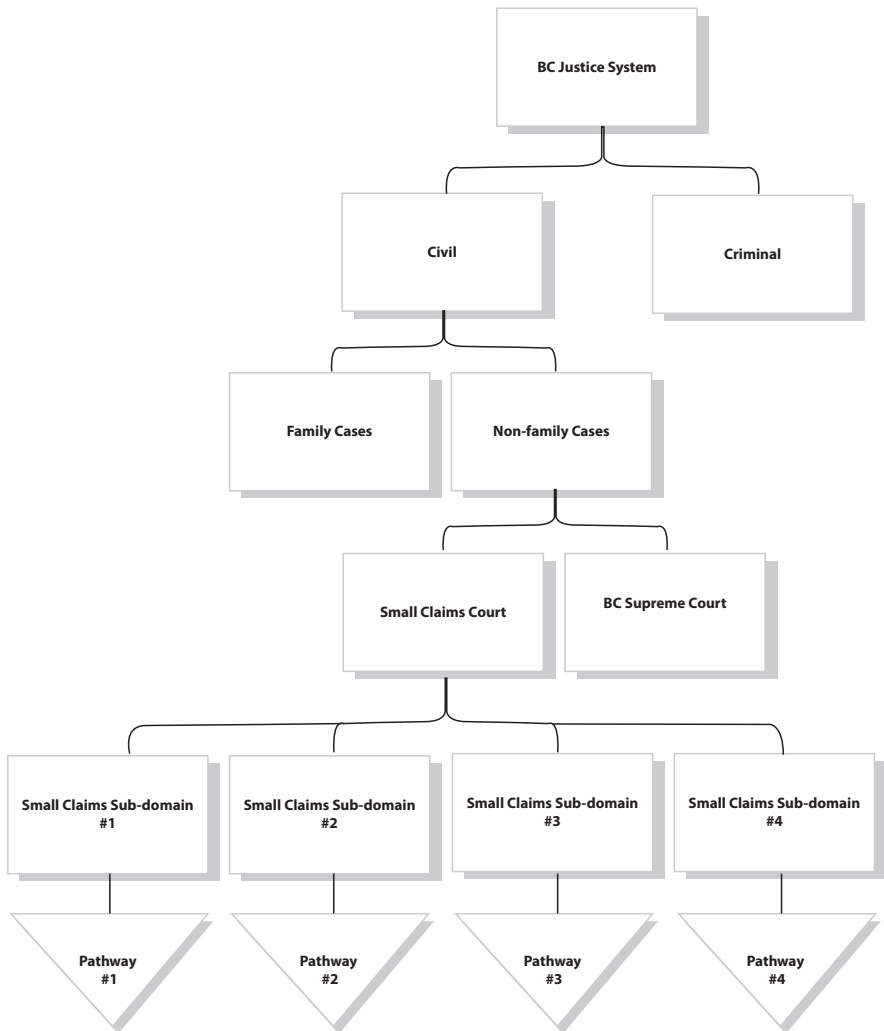 BC Justice System
Civil
Criminal
Family Cases
Non-family Cases
Small Claims Court
BC Supreme Court
Small Claims Sub-domain
#1
Small Claims Sub-domain
#2
Small Claims Sub-domain
#3
Small Claims Sub-domain
#4
Pathway
#1
Pathway
#2
Pathway
#3
Pathway
#4